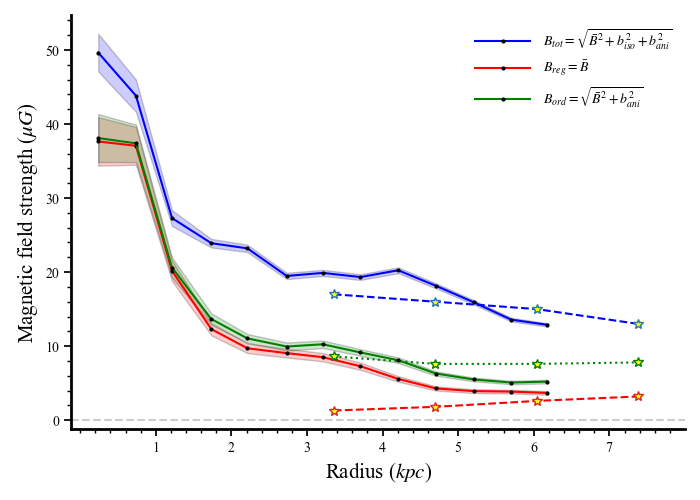 B_tot = √(B̄² + b_iso² + b_ani²)
B_reg = B̄
B_ord = √(B̄² + b_ani²)
Magnetic field strength (μG)
50
40
30
20
10
0
1 2 3 4 5 6 7
Radius (kpc)